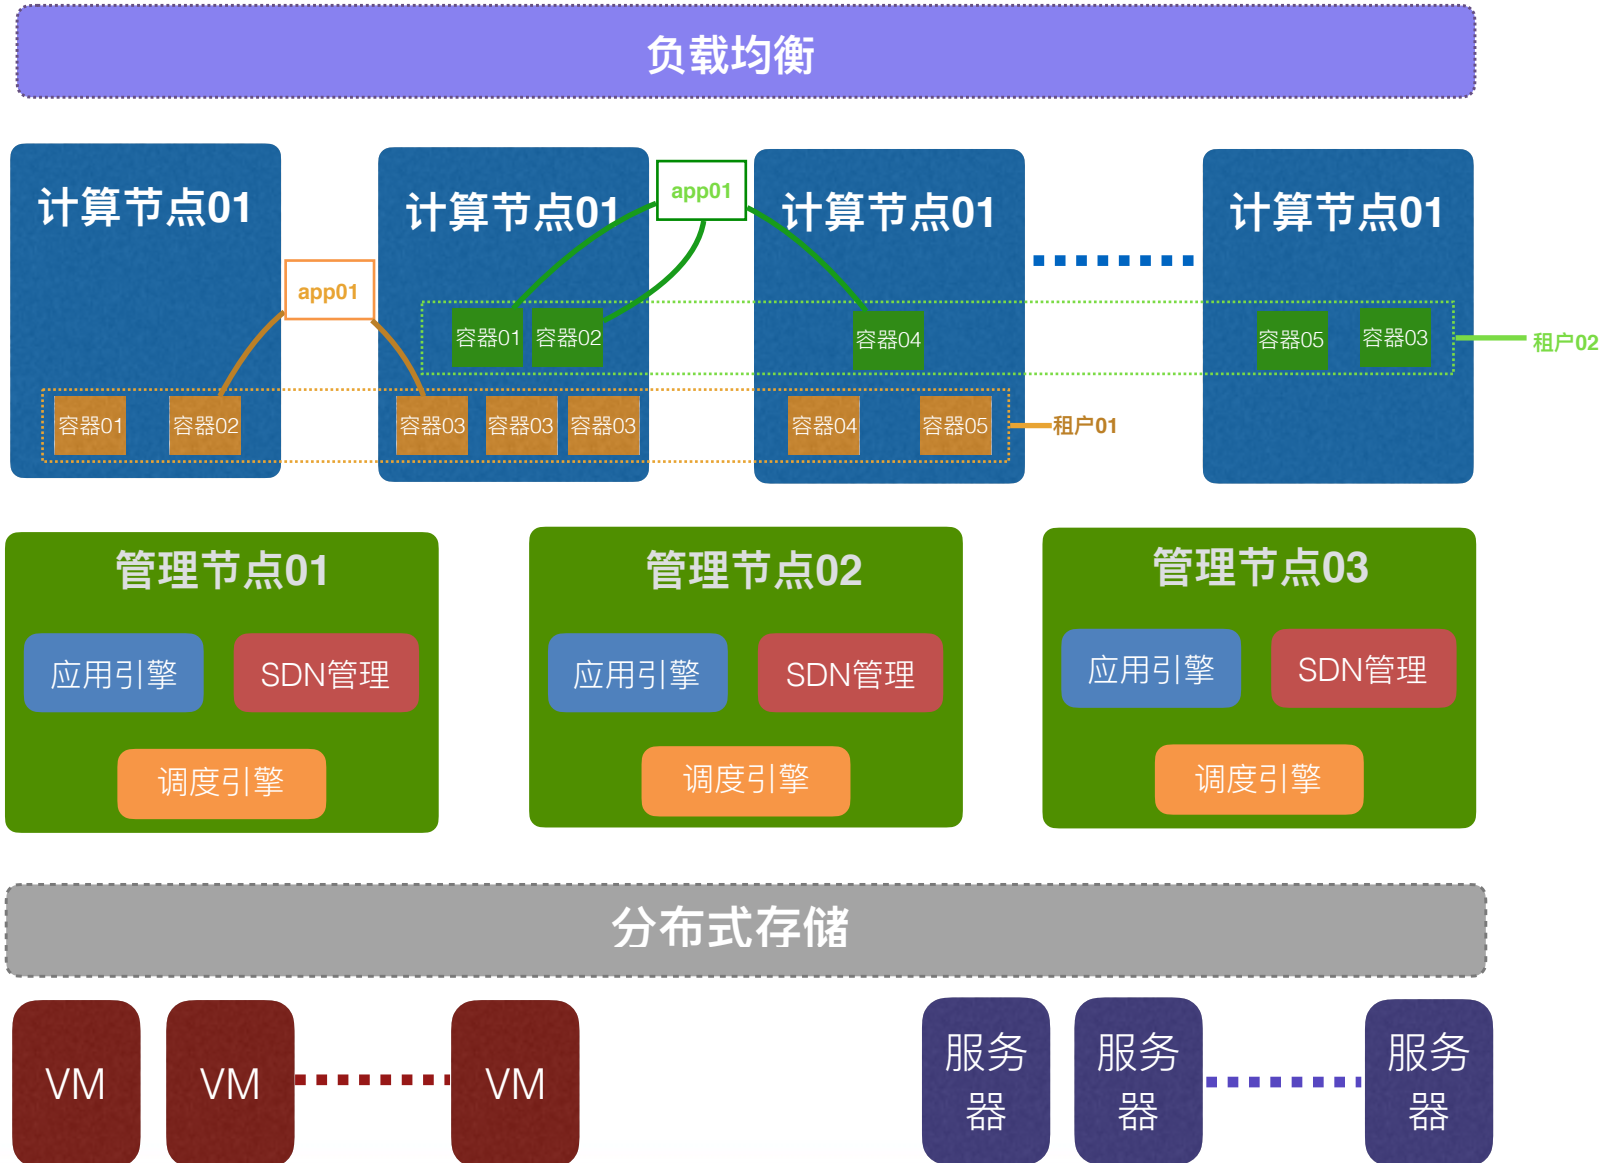 负载均衡
计算节点01
计算节点01
计算节点01
计算节点01
app01
app01
容器01
容器02
容器04
容器05
容器03
租户02
容器01
容器02
容器03
容器03
容器03
容器04
容器05
租户01
管理节点01
管理节点02
管理节点03
应用引擎
SDN管理
应用引擎
SDN管理
应用引擎
SDN管理
调度引擎
调度引擎
调度引擎
分布式存储
VM
VM
VM
服务
器
服务
器
服务
器